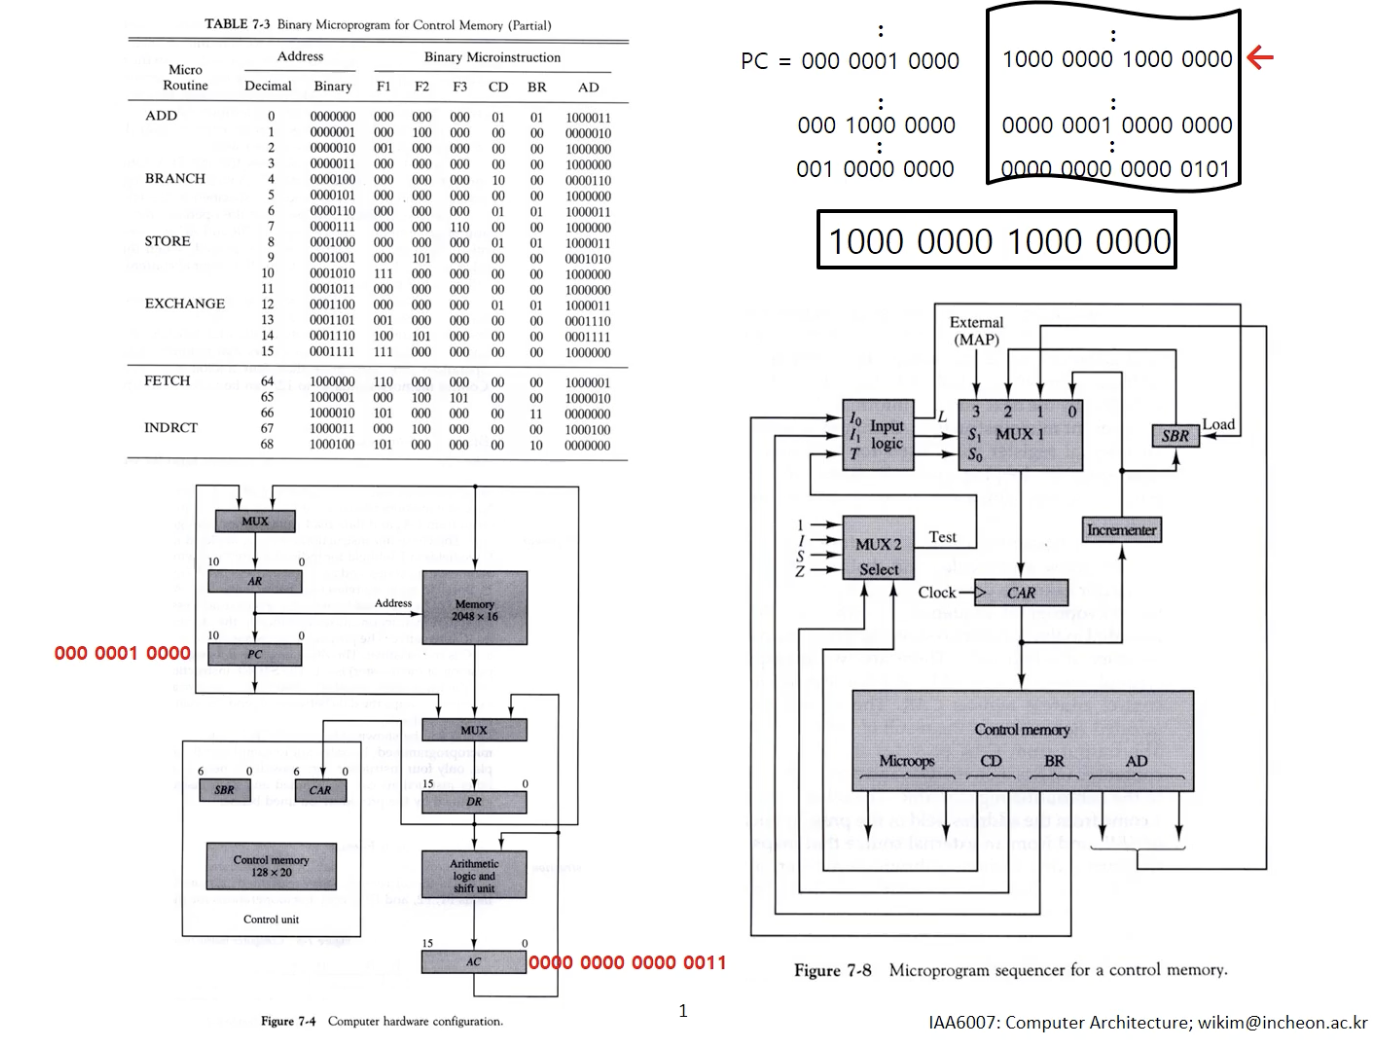 TABLE 7-3 Binary Microprogram for Control Memory (Partial)
Address Binary Microinstruction
Micro
Routine Decimal Binary F1 F2 F3 CD BR AD
ADD 0 0000000 000 000 000 01 01 1000011
1 0000001 000 100 000 00 00 0000010
2 0000010 001 000 000 00 00 1000000
3 0000011 000 000 000 00 00 1000000
BRANCH 4 0000100 000 000 000 10 00 0000110
5 0000101 000 000 000 00 00 1000000
6 0000110 000 000 000 01 01 1000011
7 0000111 000 000 110 00 00 1000000
STORE 8 0001000 000 000 000 01 01 1000011
9 0001001 000 101 000 00 00 0001010
10 0001010 111 000 000 00 00 1000000
11 0001011 000 000 000 00 00 1000000
EXCHANGE 12 0001100 000 000 000 01 01 1000011
13 0001101 001 000 000 00 00 0001110
14 0001110 100 101 000 00 00 0001111
15 0001111 111 000 000 00 00 1000000
FETCH 64 1000000 110 000 000 00 00 1000001
65 1000001 000 100 101 00 00 1000010
66 1000010 101 000 000 00 11 0000000
INDRCT 67 1000011 000 100 000 00 00 1000100
68 1000100 101 000 000 00 10 0000000
MUX
10 0
AR
Address
Memory
2048 × 16
10 0
000 0001 0000
PC
MUX
6 0 6 0
SBR CAR
15 0
DR
Control memory
128 × 20
Control unit
Arithmetic
logic and
shift unit
15 0
AC
0000 0000 0000 0011
Figure 7-4 Computer hardware configuration.
:
PC = 000 0001 0000
:
000 1000 0000
:
001 0000 0000
:
1000 0000 1000 0000 ←
:
0000 0001 0000 0000
:
0000 0000 0000 0101
1000 0000 1000 0000
External
(MAP)
3 2 1 0
I0 I1 T
Input
logic
L
S1 S0
MUX 1
SBR
Load
1
I
S
Z
MUX 2
Select
Test
Incrementer
Clock
CAR
Control memory
Microops CD BR AD
Figure 7-8 Microprogram sequencer for a control memory.
1
IAA6007: Computer Architecture; wikim@incheon.ac.kr